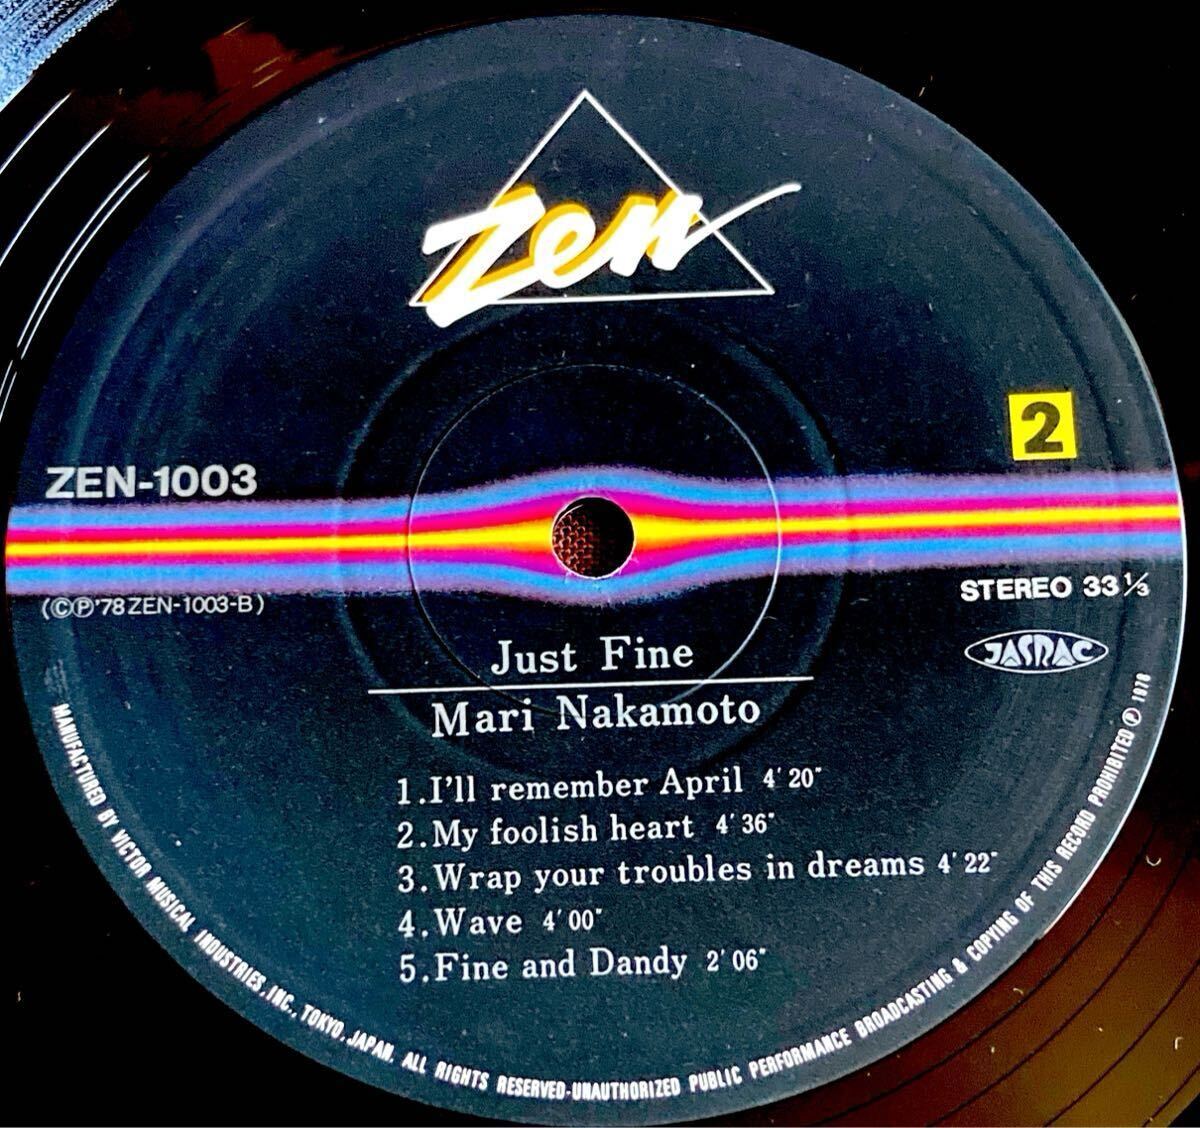 Zen
2
ZEN-1003
(©℗'78 ZEN-1003-B)
STEREO 33⅓
JASRAC
Just Fine
Mari Nakamoto
1.I'll remember April 4'20"
2.My foolish heart 4'36"
3.Wrap your troubles in dreams 4'22"
4.Wave 4'00"
5.Fine and Dandy 2'06"
MANUFACTURED BY VICTOR MUSICAL INDUSTRIES, INC., TOKYO, JAPAN. ALL RIGHTS RESERVED-UNAUTHORIZED PUBLIC PERFORMANCE BROADCASTING & COPYING OF THIS RECORD PROHIBITED ℗ 1978